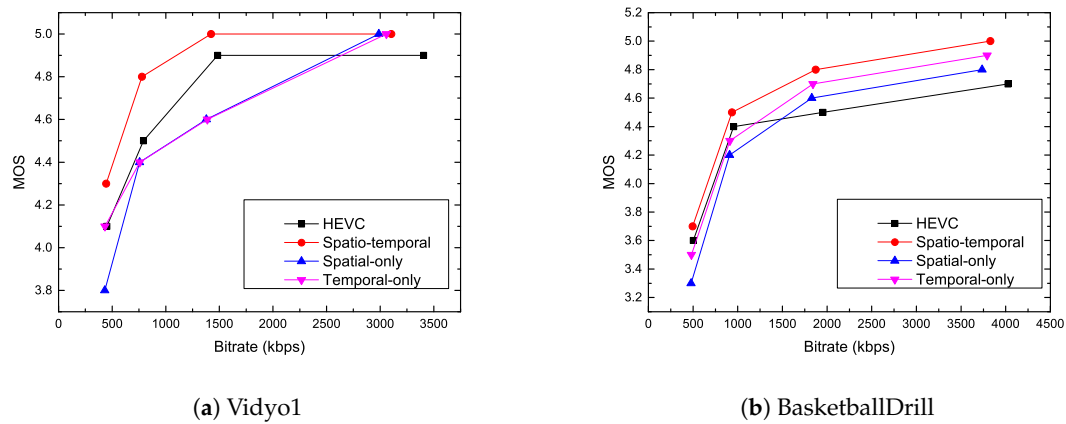 5.0
4.8
4.6
4.4
4.2
4.0
3.8
MOS
0 500 1000 1500 2000 2500 3000 3500
Bitrate (kbps)
HEVC
Spatio-temporal
Spatial-only
Temporal-only
(a) Vidyo1
5.2
5.0
4.8
4.6
4.4
4.2
4.0
3.8
3.6
3.4
3.2
MOS
0 500 1000 1500 2000 2500 3000 3500 4000 4500
Bitrate (kbps)
HEVC
Spatio-temporal
Spatial-only
Temporal-only
(b) BasketballDrill